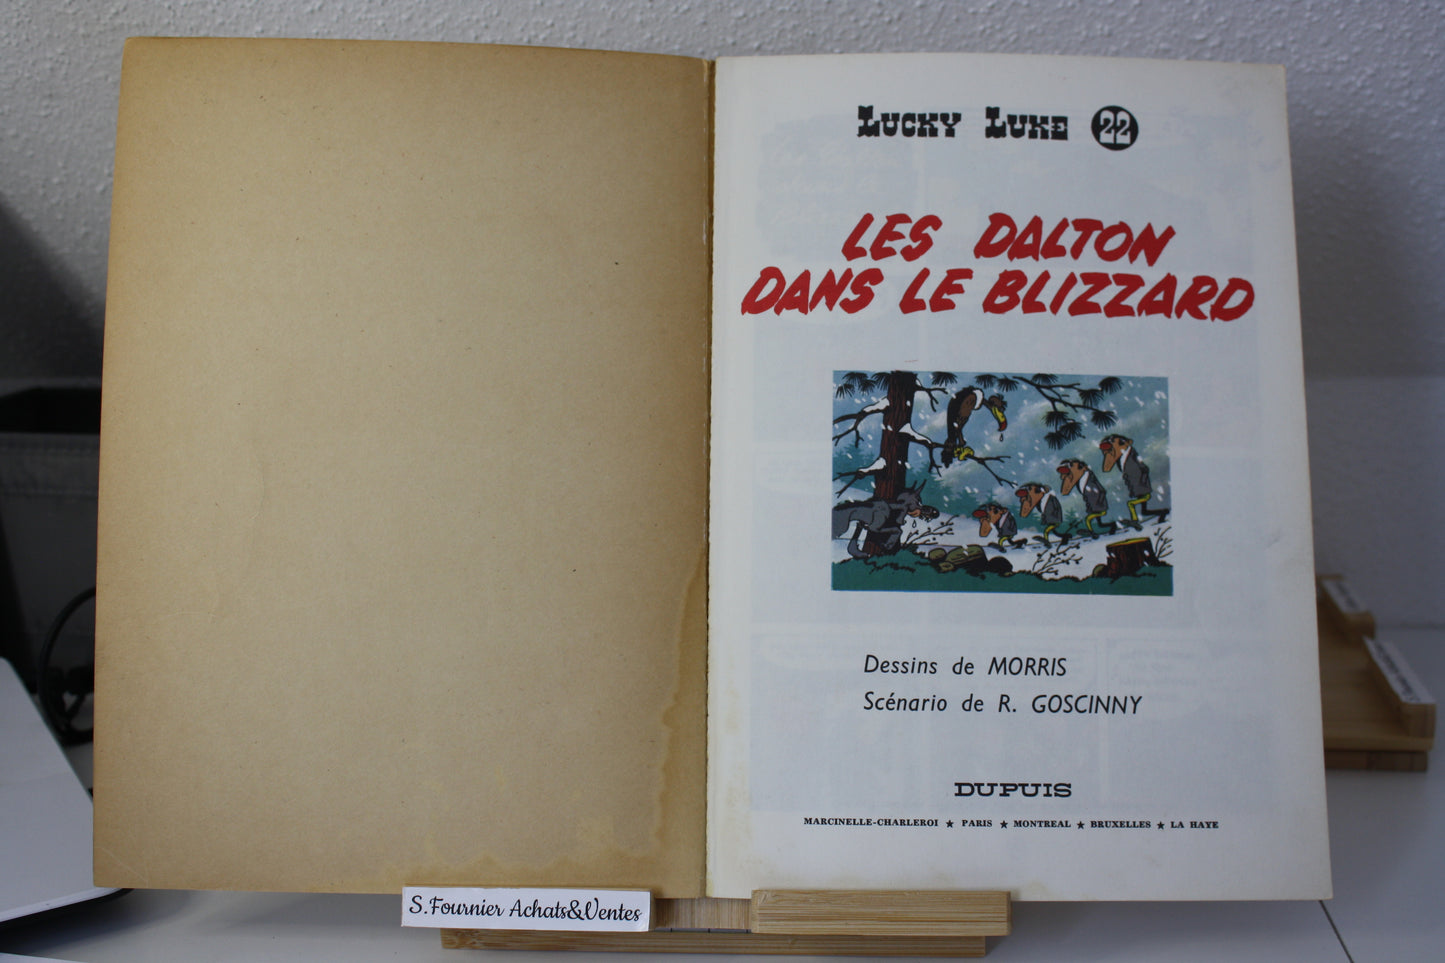 LUCKY LUKE 22
LES DALTON
DANS LE BLIZZARD
Dessins de MORRIS
Scénario de R. GOSCINNY
DUPUIS
MARCINELLE-CHARLEROI ★ PARIS ★ MONTREAL ★ BRUXELLES ★ LA HAYE
S.Fournier Achats&Ventes